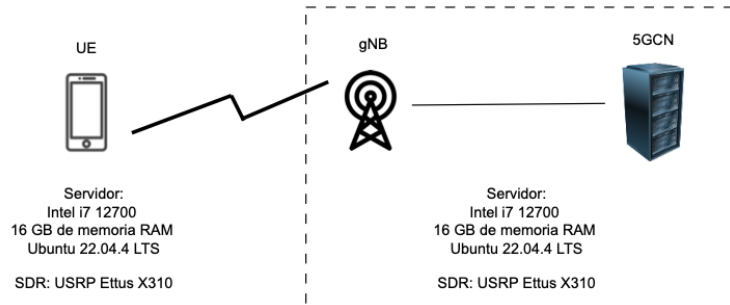 UE
gNB
5GCN
Servidor:
Intel i7 12700
16 GB de memoria RAM
Ubuntu 22.04.4 LTS
SDR: USRP Ettus X310
Servidor:
Intel i7 12700
16 GB de memoria RAM
Ubuntu 22.04.4 LTS
SDR: USRP Ettus X310